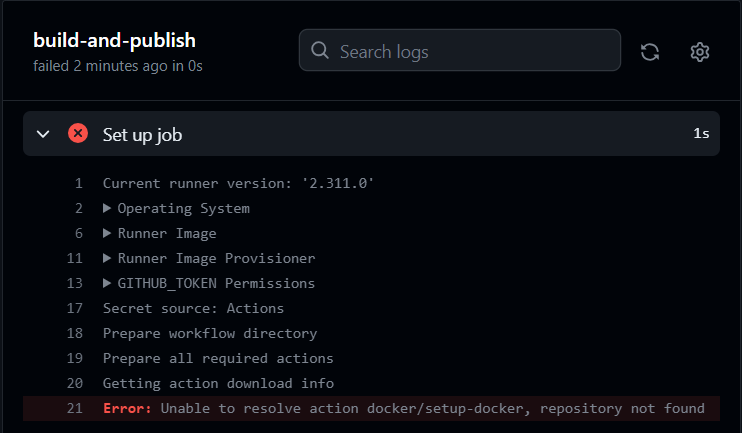 build-and-publish
failed 2 minutes ago in 0s
Search logs
Set up job 1s
1 Current runner version: '2.311.0'
2 Operating System
6 Runner Image
11 Runner Image Provisioner
13 GITHUB_TOKEN Permissions
17 Secret source: Actions
18 Prepare workflow directory
19 Prepare all required actions
20 Getting action download info
21 Error: Unable to resolve action docker/setup-docker, repository not found